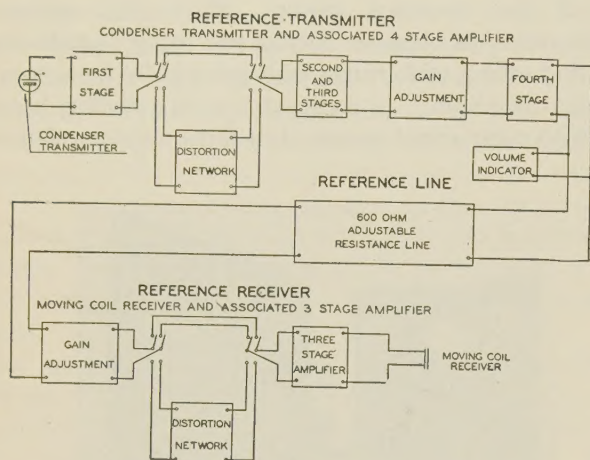 REFERENCE TRANSMITTER
CONDENSER TRANSMITTER AND ASSOCIATED 4 STAGE AMPLIFIER
FIRST
STAGE
SECOND
AND
THIRD
STAGES
GAIN
ADJUSTMENT
FOURTH
STAGE
CONDENSER
TRANSMITTER
DISTORTION
NETWORK
VOLUME
INDICATOR
REFERENCE LINE
600 OHM
ADJUSTABLE
RESISTANCE LINE
REFERENCE RECEIVER
MOVING COIL RECEIVER AND ASSOCIATED 3 STAGE AMPLIFIER
GAIN
ADJUSTMENT
THREE
STAGE
AMPLIFIER
MOVING COIL
RECEIVER
DISTORTION
NETWORK